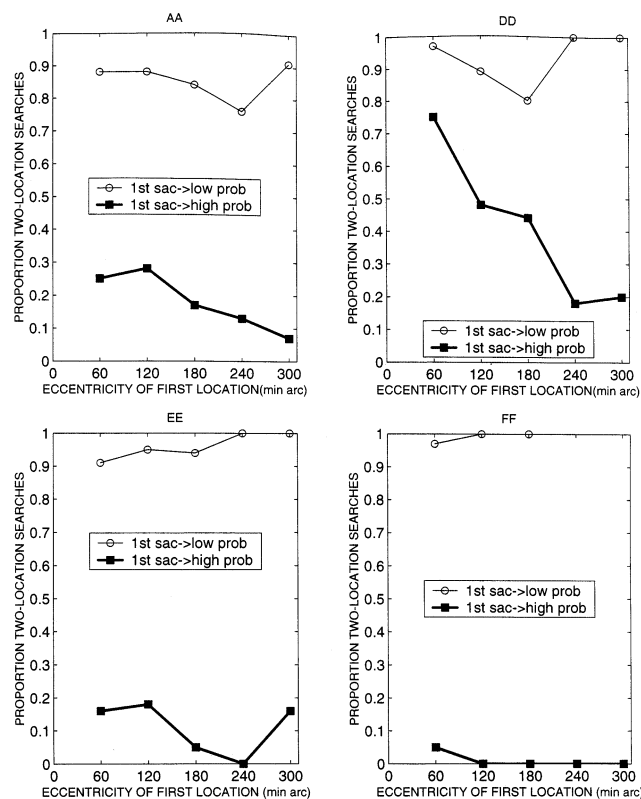 AA
PROPORTION TWO-LOCATION SEARCHES
1
0.9
0.8
0.7
0.6
0.5
0.4
0.3
0.2
0.1
0
1st sac->low prob
1st sac->high prob
0 60 120 180 240 300
ECCENTRICITY OF FIRST LOCATION(min arc)
DD
PROPORTION TWO-LOCATION SEARCHES
1
0.9
0.8
0.7
0.6
0.5
0.4
0.3
0.2
0.1
0
1st sac->low prob
1st sac->high prob
0 60 120 180 240 300
ECCENTRICITY OF FIRST LOCATION(min arc)
EE
PROPORTION TWO-LOCATION SEARCHES
1
0.9
0.8
0.7
0.6
0.5
0.4
0.3
0.2
0.1
0
1st sac->low prob
1st sac->high prob
0 60 120 180 240 300
ECCENTRICITY OF FIRST LOCATION (min arc)
FF
PROPORTION TWO-LOCATION SEARCHES
1
0.9
0.8
0.7
0.6
0.5
0.4
0.3
0.2
0.1
0
1st sac->low prob
1st sac->high prob
0 60 120 180 240 300
ECCENTRICITY OF FIRST LOCATION (min arc)